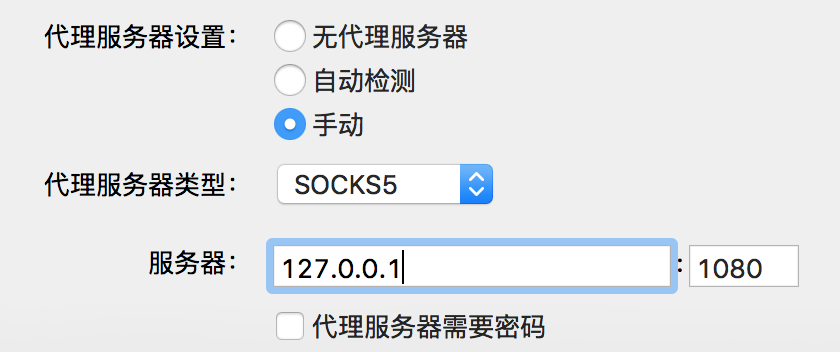 代理服务器设置： 无代理服务器
自动检测
手动
代理服务器类型： SOCKS5
服务器： 127.0.0.1 : 1080
代理服务器需要密码